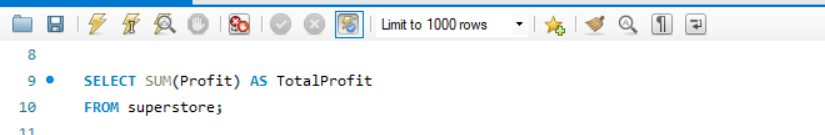 Limit to 1000 rows
8
9 SELECT SUM(Profit) AS TotalProfit
10 FROM superstore;
11